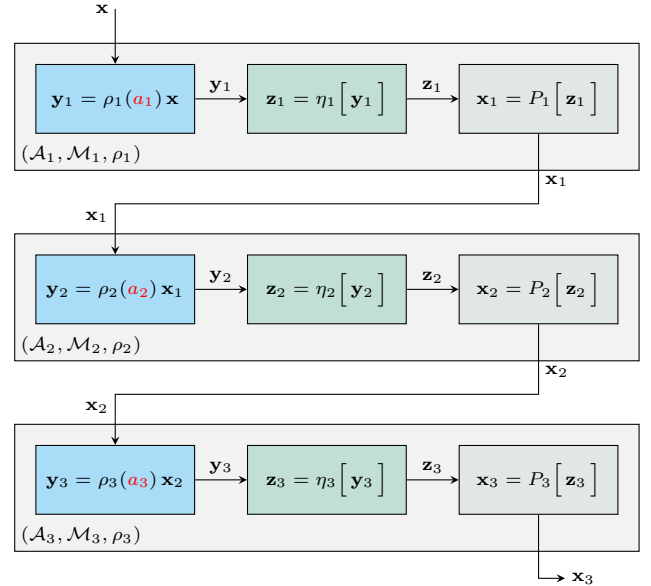 x
y₁ = ρ₁(a₁) x
y₁
z₁ = η₁[ y₁ ]
z₁
x₁ = P₁[ z₁ ]
(𝒜₁, ℳ₁, ρ₁)
x₁
x₁
y₂ = ρ₂(a₂) x₁
y₂
z₂ = η₂[ y₂ ]
z₂
x₂ = P₂[ z₂ ]
(𝒜₂, ℳ₂, ρ₂)
x₂
x₂
y₃ = ρ₃(a₃) x₂
y₃
z₃ = η₃[ y₃ ]
z₃
x₃ = P₃[ z₃ ]
(𝒜₃, ℳ₃, ρ₃)
x₃